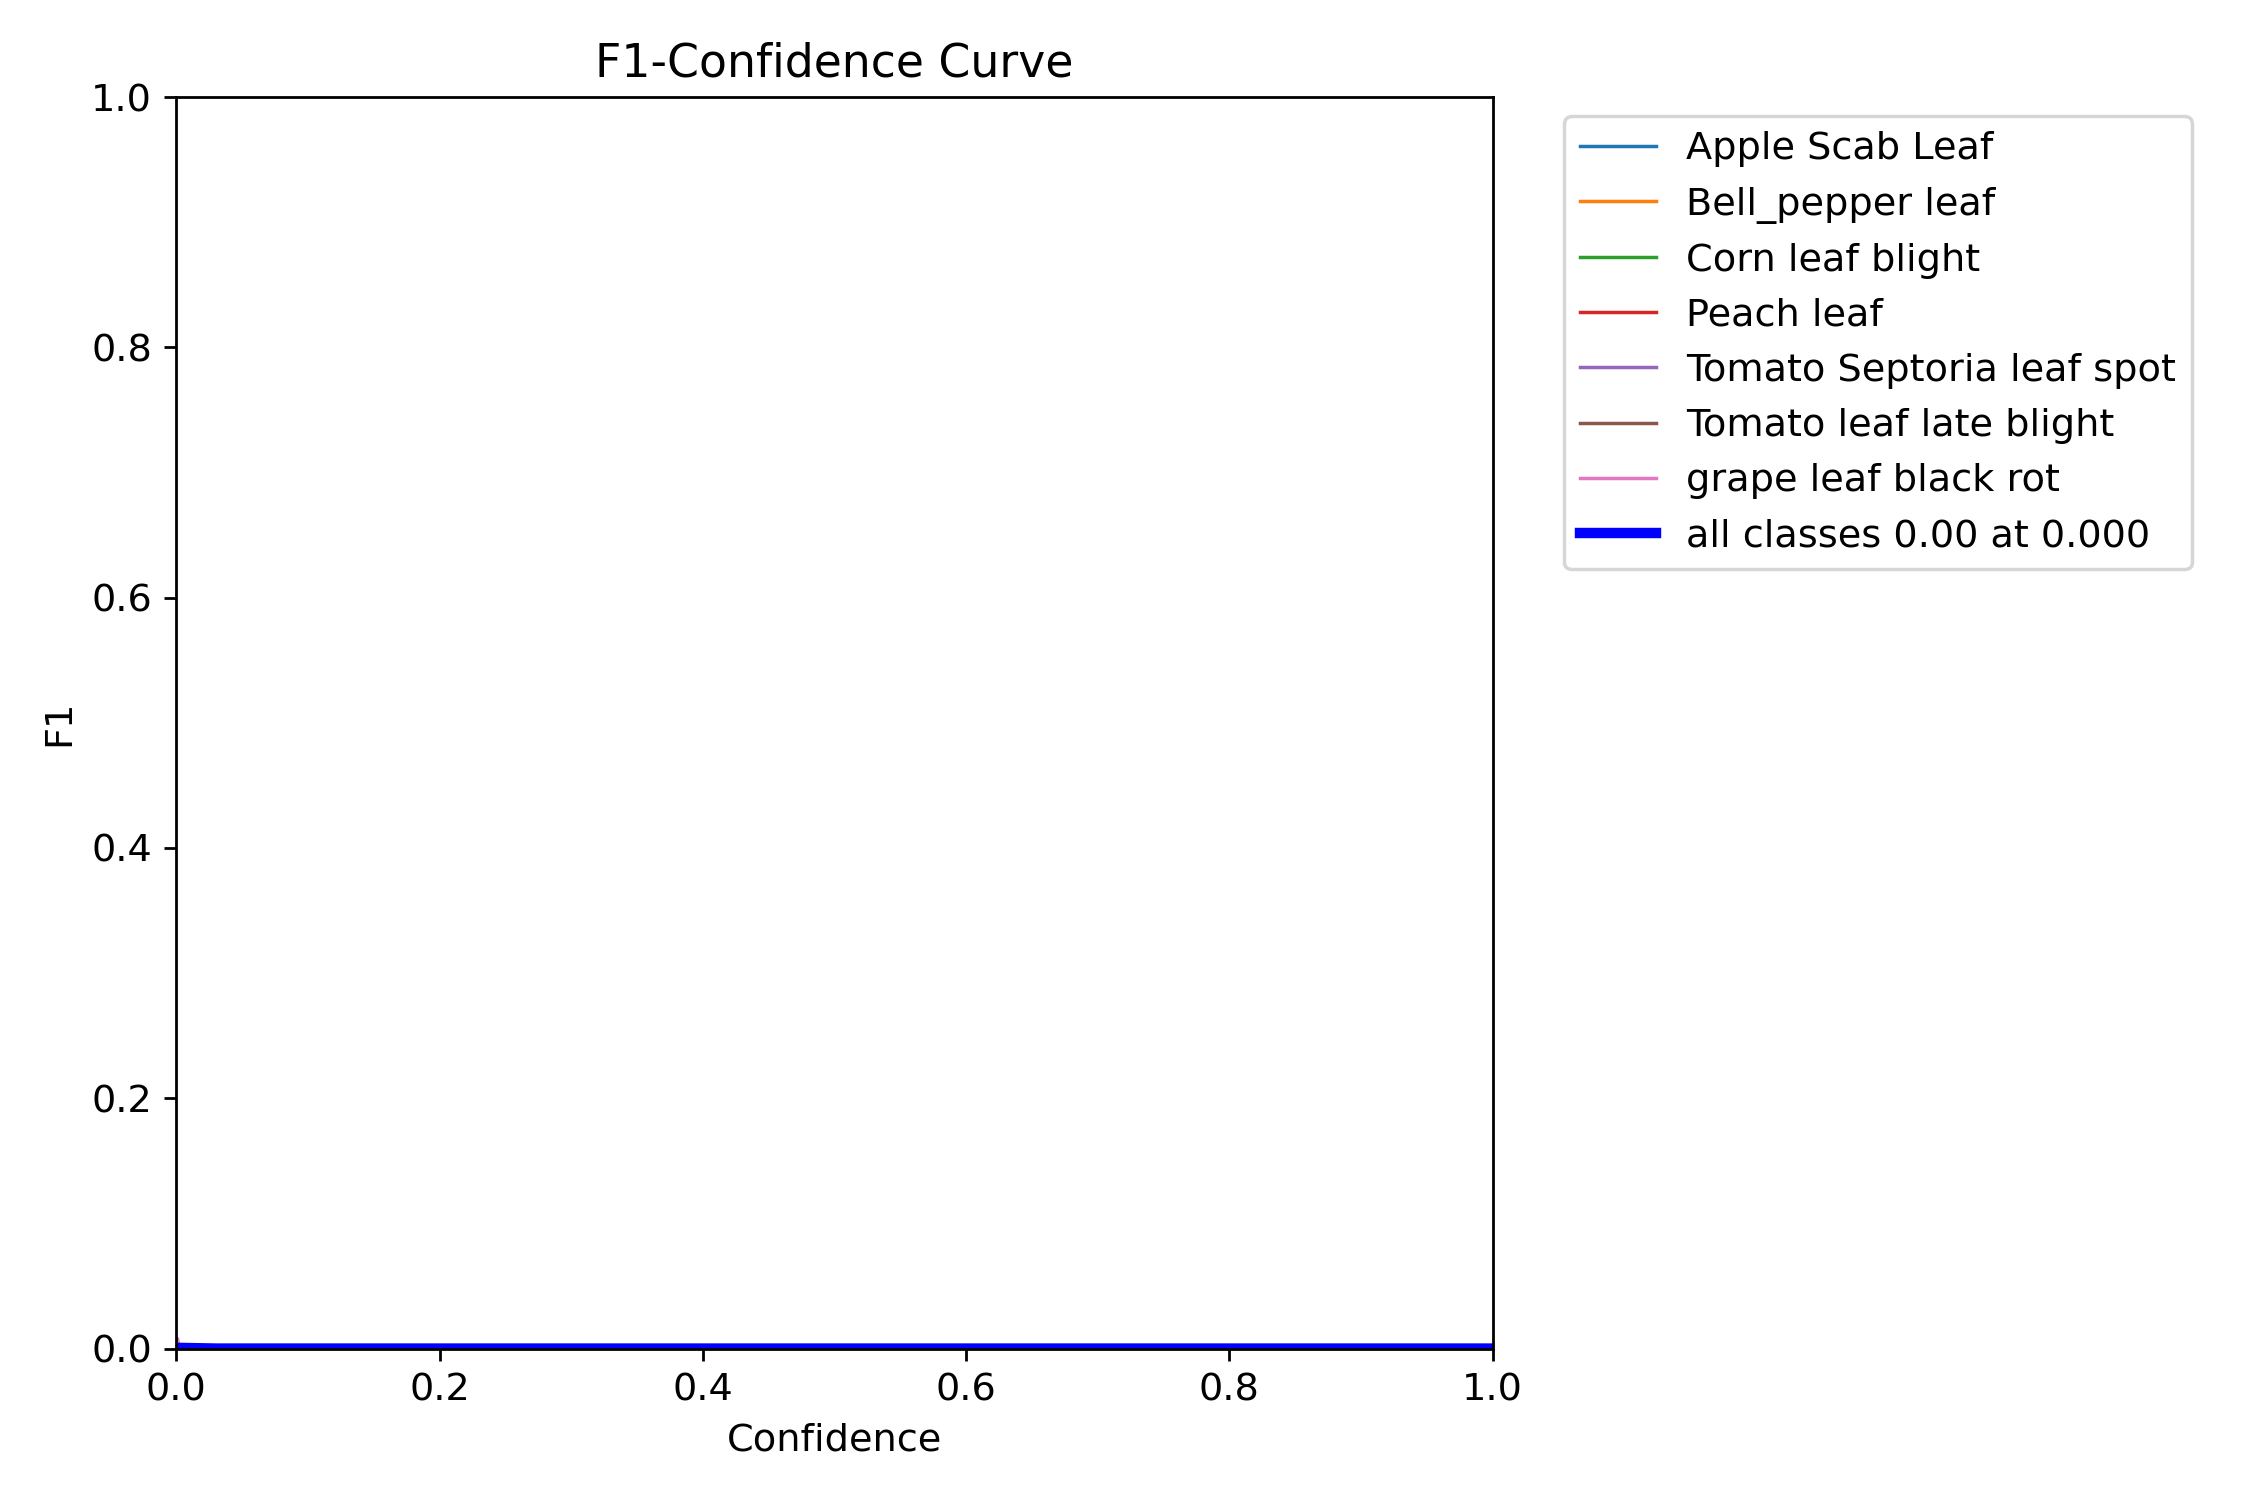 F1-Confidence Curve
1.0
0.8
0.6
0.4
0.2
0.0
F1
0.0 0.2 0.4 0.6 0.8 1.0
Confidence
Apple Scab Leaf
Bell_pepper leaf
Corn leaf blight
Peach leaf
Tomato Septoria leaf spot
Tomato leaf late blight
grape leaf black rot
all classes 0.00 at 0.000